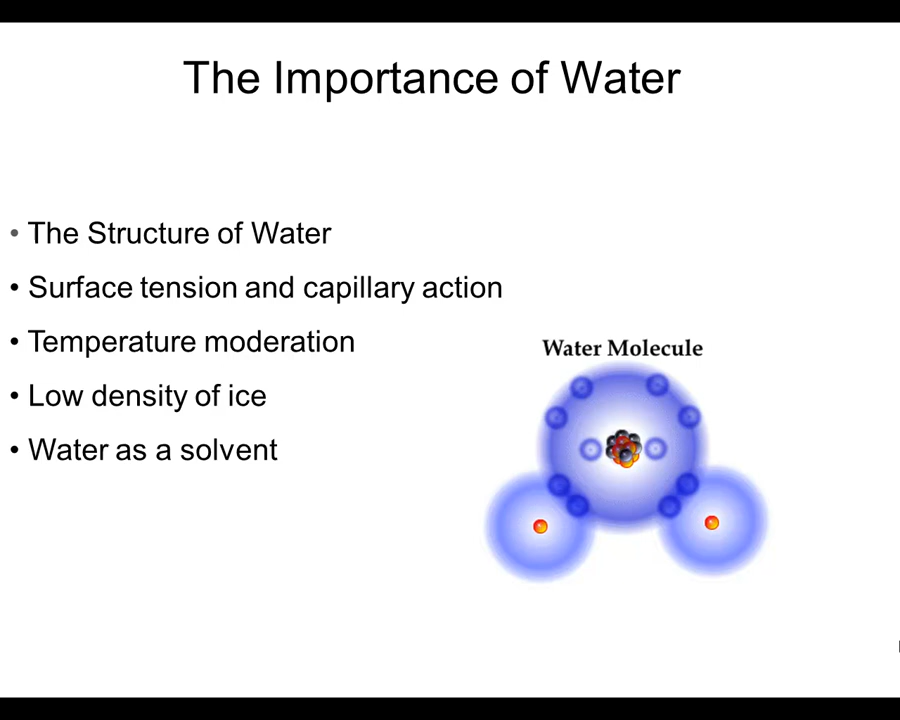 The Importance of Water
• The Structure of Water
• Surface tension and capillary action
• Temperature moderation
• Low density of ice
• Water as a solvent
Water Molecule